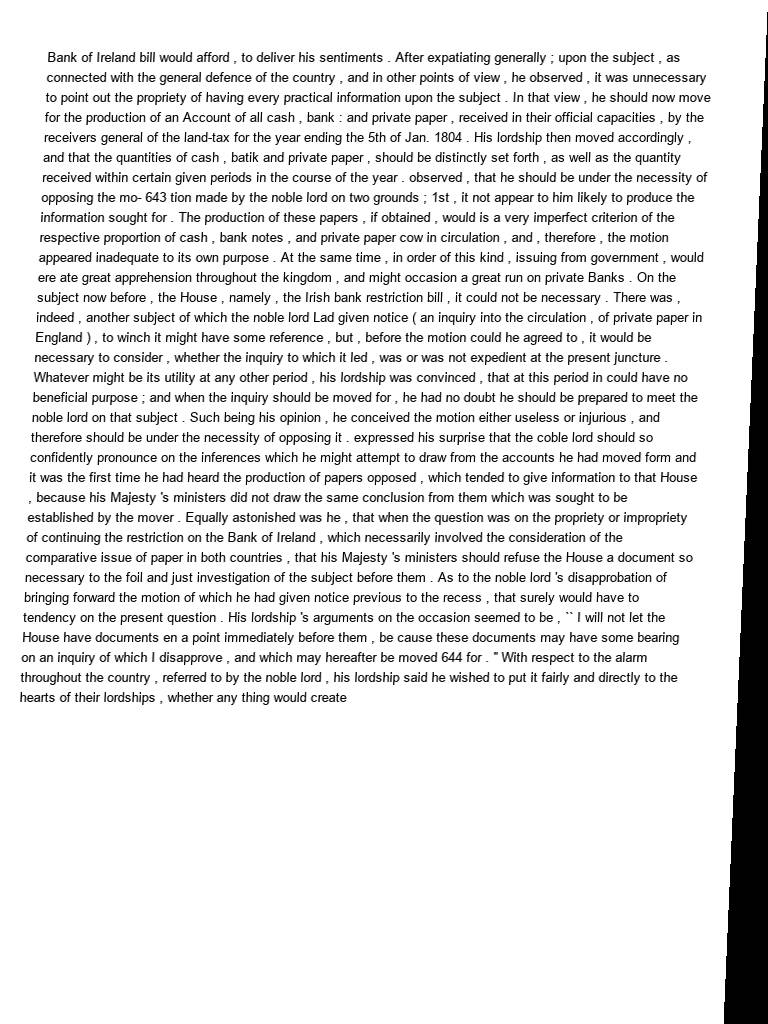 Bank of Ireland bill would afford , to deliver his sentiments . After expatiating generally ; upon the subject , as
connected with the general defence of the country , and in other points of view , he observed , it was unnecessary
to point out the propriety of having every practical information upon the subject . In that view , he should now move
for the production of an Account of all cash , bank : and private paper , received in their official capacities , by the
receivers general of the land-tax for the year ending the 5th of Jan. 1804 . His lordship then moved accordingly ,
and that the quantities of cash , batik and private paper , should be distinctly set forth , as well as the quantity
received within certain given periods in the course of the year . observed , that he should be under the necessity of
opposing the mo- 643 tion made by the noble lord on two grounds ; 1st , it not appear to him likely to produce the
information sought for . The production of these papers , if obtained , would is a very imperfect criterion of the
respective proportion of cash , bank notes , and private paper cow in circulation , and , therefore , the motion
appeared inadequate to its own purpose . At the same time , in order of this kind , issuing from government , would
ere ate great apprehension throughout the kingdom , and might occasion a great run on private Banks . On the
subject now before , the House , namely , the Irish bank restriction bill , it could not be necessary . There was ,
indeed , another subject of which the noble lord Lad given notice ( an inquiry into the circulation , of private paper in
England ) , to winch it might have some reference , but , before the motion could he agreed to , it would be
necessary to consider , whether the inquiry to which it led , was or was not expedient at the present juncture .
Whatever might be its utility at any other period , his lordship was convinced , that at this period in could have no
beneficial purpose ; and when the inquiry should be moved for , he had no doubt he should be prepared to meet the
noble lord on that subject . Such being his opinion , he conceived the motion either useless or injurious , and
therefore should be under the necessity of opposing it . expressed his surprise that the coble lord should so
confidently pronounce on the inferences which he might attempt to draw from the accounts he had moved form and
it was the first time he had heard the production of papers opposed , which tended to give information to that House
, because his Majesty 's ministers did not draw the same conclusion from them which was sought to be
established by the mover . Equally astonished was he , that when the question was on the propriety or impropriety
of continuing the restriction on the Bank of Ireland , which necessarily involved the consideration of the
comparative issue of paper in both countries , that his Majesty 's ministers should refuse the House a document so
necessary to the foil and just investigation of the subject before them . As to the noble lord 's disapprobation of
bringing forward the motion of which he had given notice previous to the recess , that surely would have to
tendency on the present question . His lordship 's arguments on the occasion seemed to be , `` I will not let the
House have documents en a point immediately before them , be cause these documents may have some bearing
on an inquiry of which I disapprove , and which may hereafter be moved 644 for . '' With respect to the alarm
throughout the country , referred to by the noble lord , his lordship said he wished to put it fairly and directly to the
hearts of their lordships , whether any thing would create